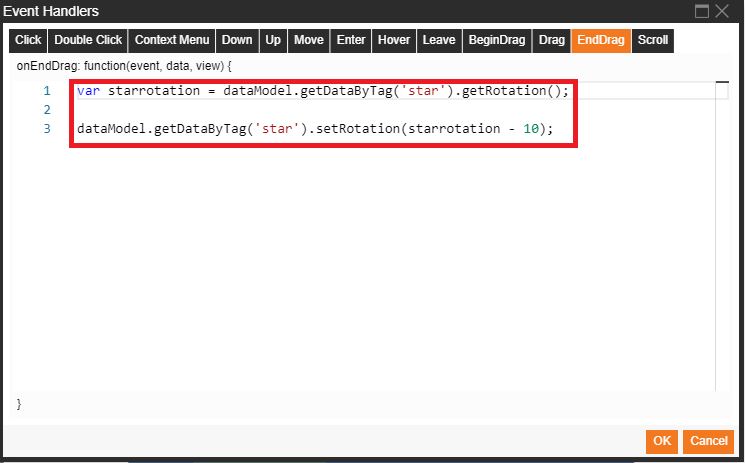 Event Handlers
Click Double Click Context Menu Down Up Move Enter Hover Leave BeginDrag Drag EndDrag Scroll
onEndDrag: function(event, data, view) {
1 var starrotation = dataModel.getDataByTag('star').getRotation();
2
3 dataModel.getDataByTag('star').setRotation(starrotation - 10);
}
OK Cancel